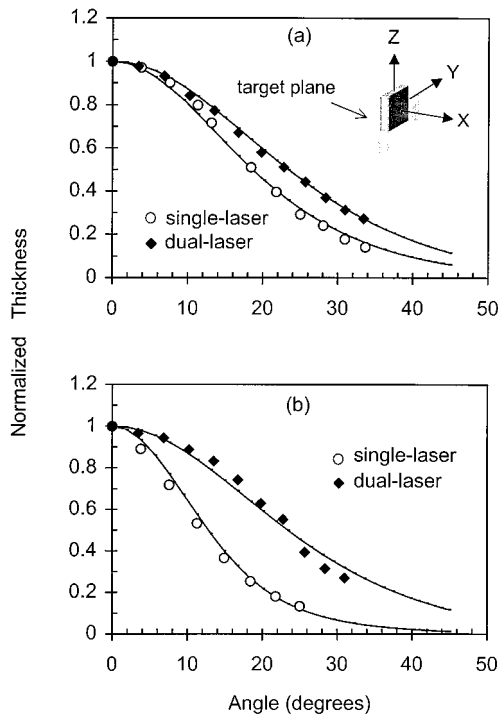 (a)
Z
Y
X
target plane
single-laser
dual-laser
1.2
1
0.8
0.6
0.4
0.2
0
0
10
20
30
40
50
Normalized Thickness
(b)
single-laser
dual-laser
1.2
1
0.8
0.6
0.4
0.2
0
0
10
20
30
40
50
Angle (degrees)